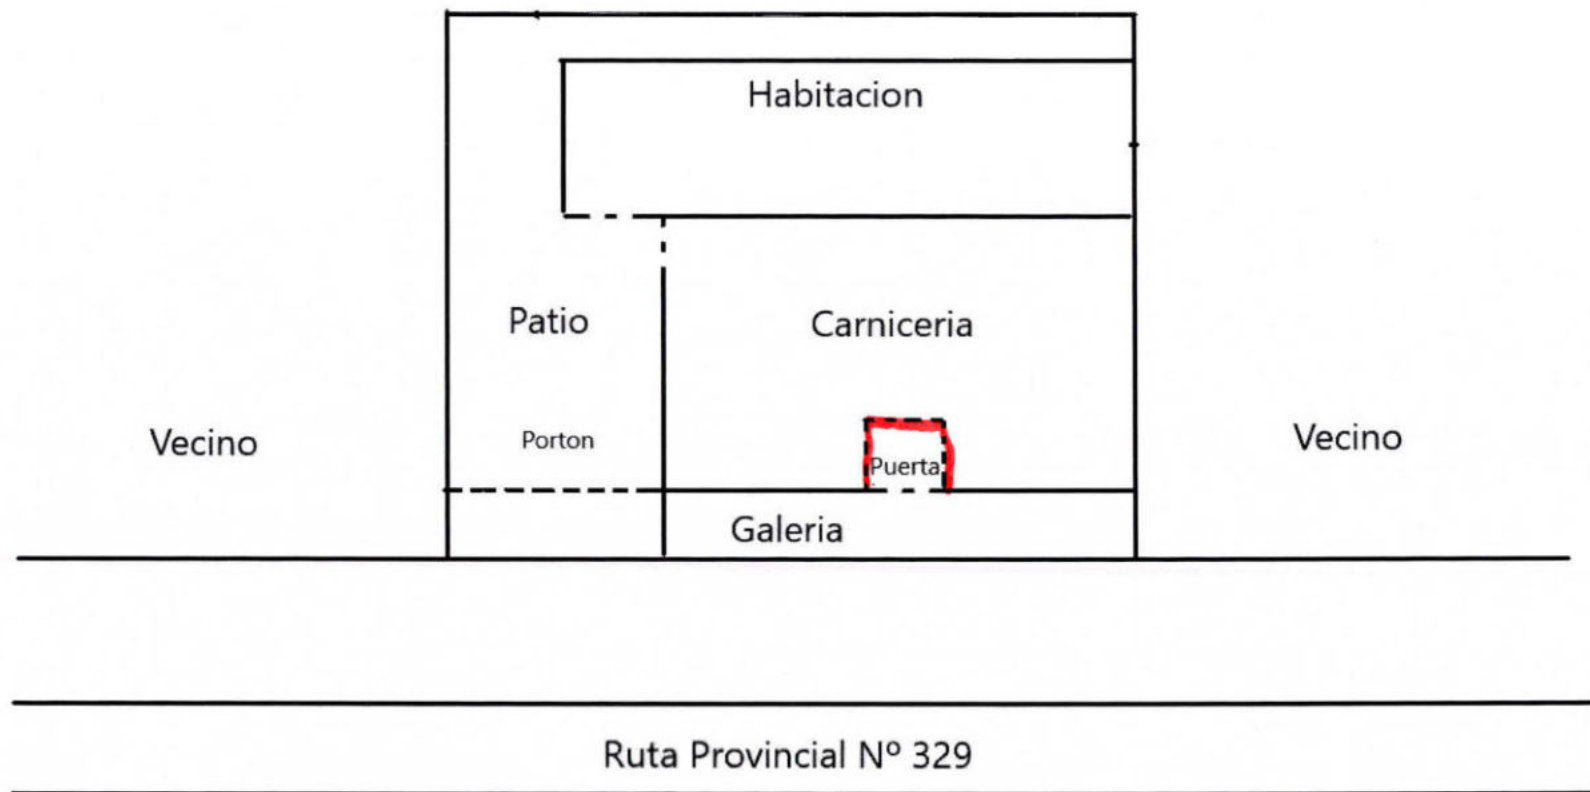 Habitacion
Patio
Carniceria
Vecino
Porton
Puerta
Vecino
Galeria
Ruta Provincial Nº 329